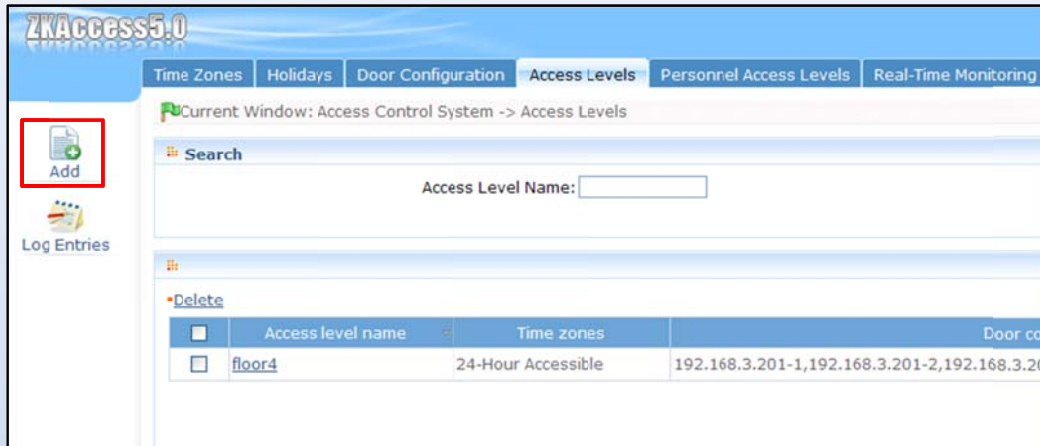 ZKAccess5.0
Time Zones Holidays Door Configuration Access Levels Personnel Access Levels Real-Time Monitoring
Current Window: Access Control System -> Access Levels
Add
Search
Access Level Name:
Log Entries
Delete
Access level name Time zones Door co
floor4 24-Hour Accessible 192.168.3.201-1,192.168.3.201-2,192.168.3.20